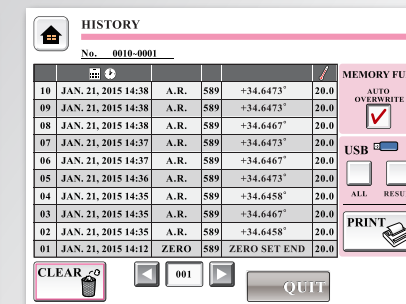 HISTORY
No. 0010~0001
10 JAN. 21, 2015 14:38 A.R. 589 +34.6473° 20.0
09 JAN. 21, 2015 14:38 A.R. 589 +34.6473° 20.0
08 JAN. 21, 2015 14:38 A.R. 589 +34.6467° 20.0
07 JAN. 21, 2015 14:37 A.R. 589 +34.6473° 20.0
06 JAN. 21, 2015 14:37 A.R. 589 +34.6467° 20.0
05 JAN. 21, 2015 14:36 A.R. 589 +34.6473° 20.0
04 JAN. 21, 2015 14:35 A.R. 589 +34.6458° 20.0
03 JAN. 21, 2015 14:35 A.R. 589 +34.6467° 20.0
02 JAN. 21, 2015 14:35 A.R. 589 +34.6458° 20.0
01 JAN. 21, 2015 14:12 ZERO 589 ZERO SET END 20.0
MEMORY FU
AUTO
OVERWRITE
USB
ALL RESU
PRINT
CLEAR
001
QUIT